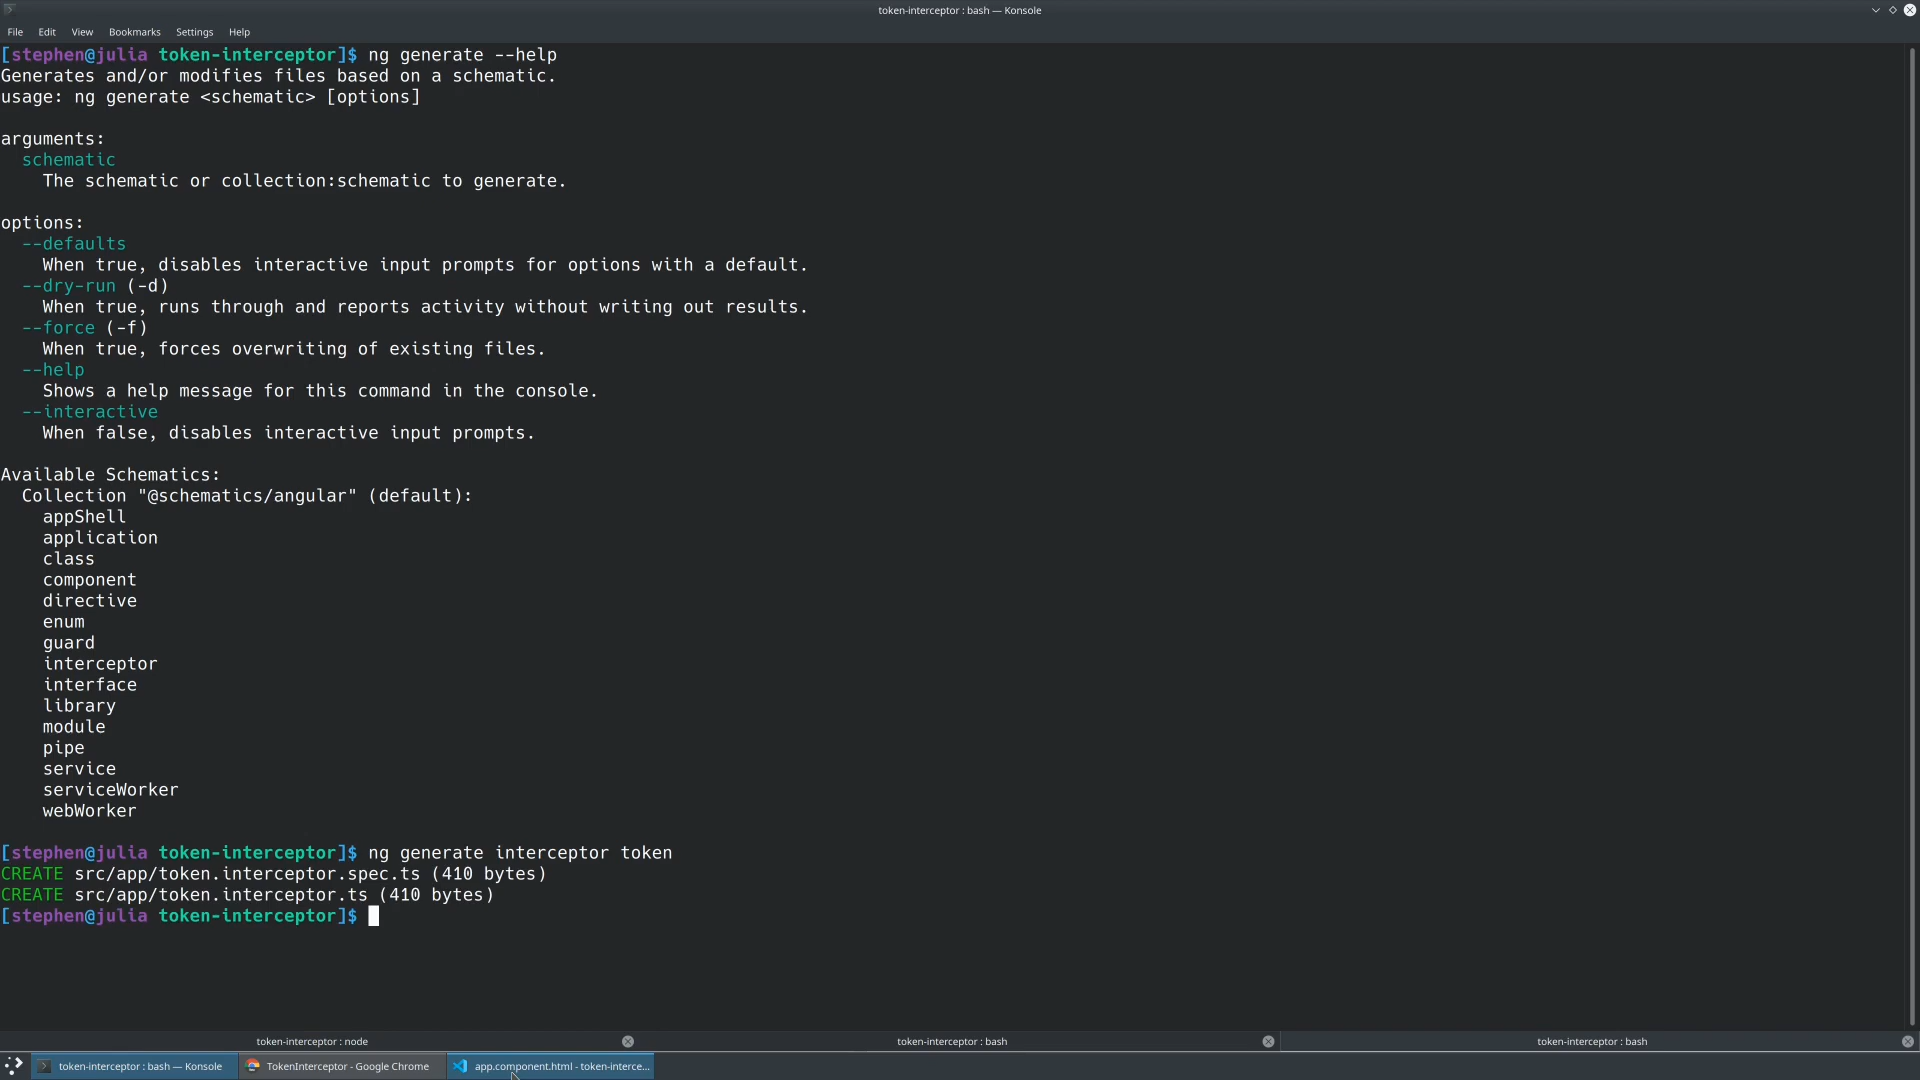 token-interceptor : bash — Konsole
File Edit View Bookmarks Settings Help
[stephen@julia token-interceptor]$ ng generate --help
Generates and/or modifies files based on a schematic.
usage: ng generate <schematic> [options]
arguments:
schematic
The schematic or collection:schematic to generate.
options:
--defaults
When true, disables interactive input prompts for options with a default.
--dry-run (-d)
When true, runs through and reports activity without writing out results.
--force (-f)
When true, forces overwriting of existing files.
--help
Shows a help message for this command in the console.
--interactive
When false, disables interactive input prompts.
Available Schematics:
Collection "@schematics/angular" (default):
appShell
application
class
component
directive
enum
guard
interceptor
interface
library
module
pipe
service
serviceWorker
webWorker
[stephen@julia token-interceptor]$ ng generate interceptor token
CREATE src/app/token.interceptor.spec.ts (410 bytes)
CREATE src/app/token.interceptor.ts (410 bytes)
[stephen@julia token-interceptor]$
token-interceptor : node token-interceptor : bash token-interceptor : bash
token-interceptor : bash — Konsole TokenInterceptor - Google Chrome app.component.html - token-interce...